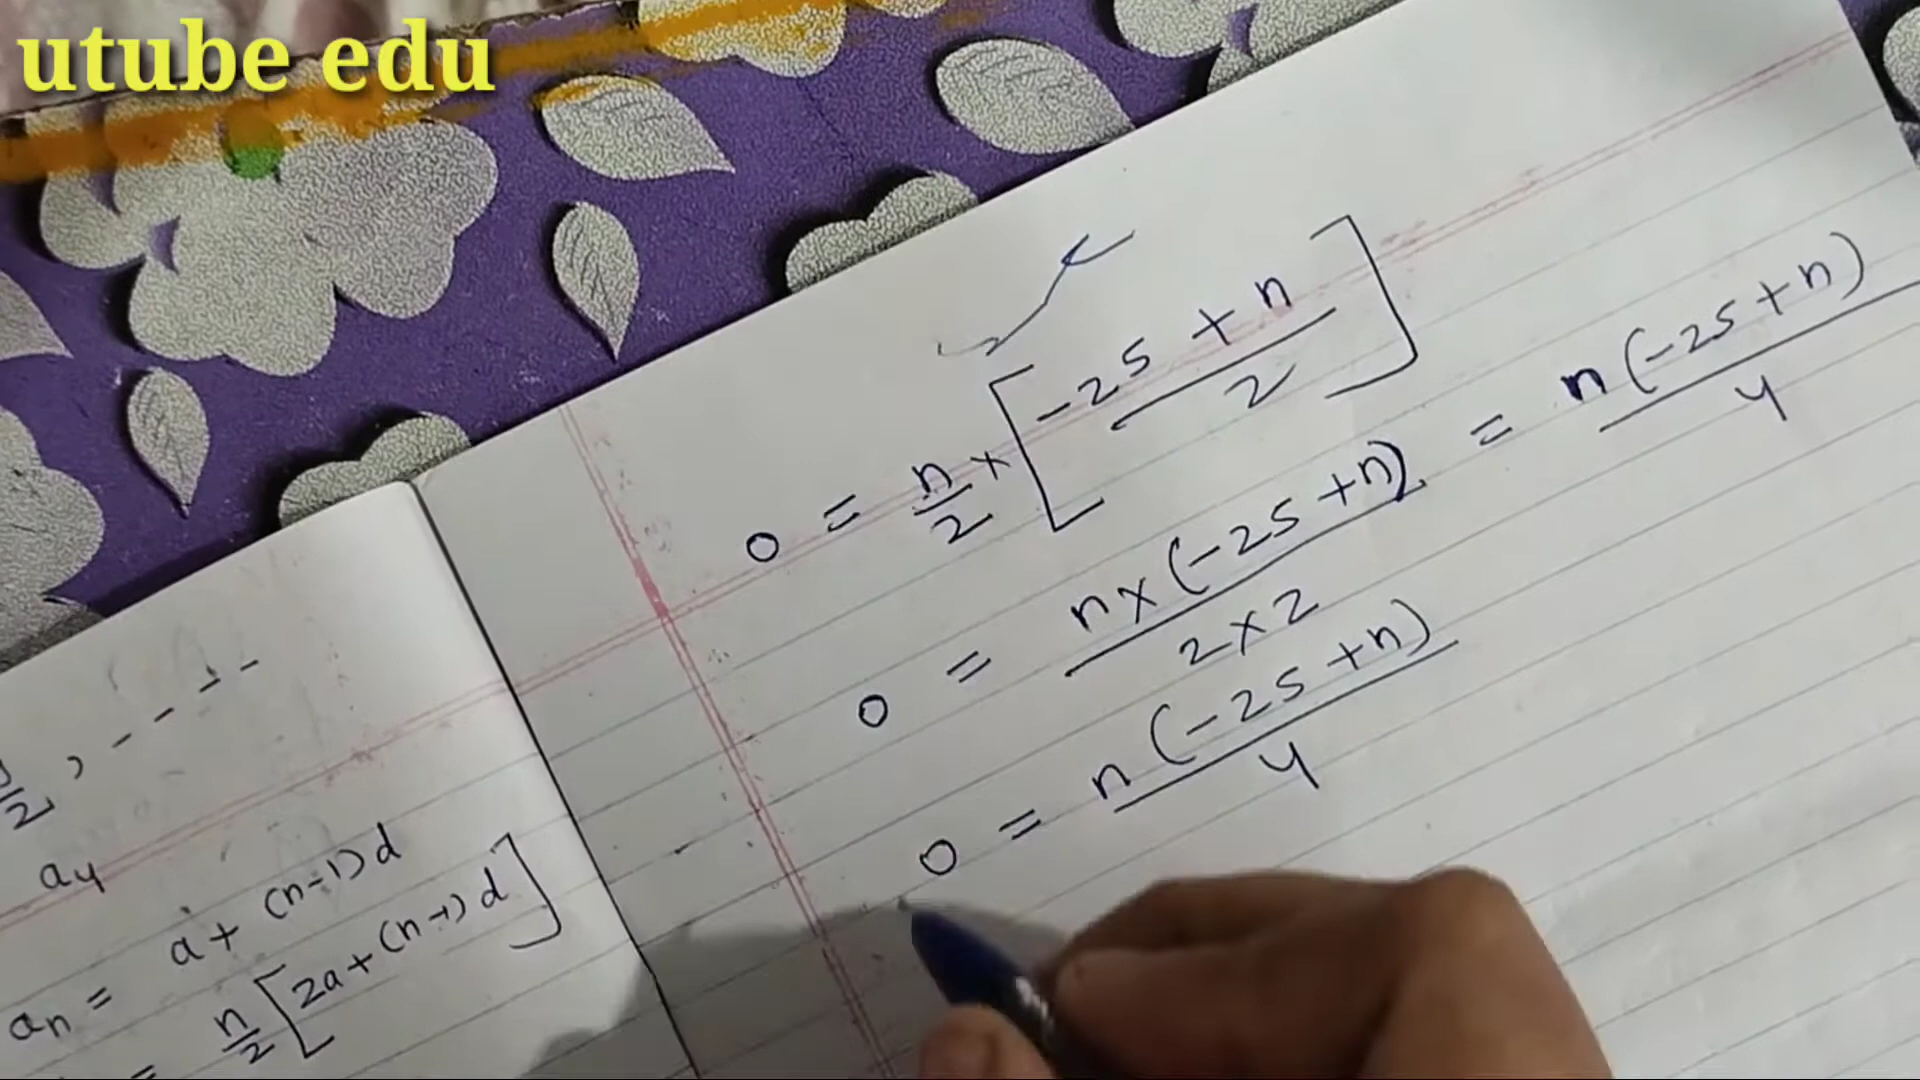 utube edu
0 = n/2 × [(-25 + n)/2]
0 = n×(-25 + n)/2×2 = n(-25 + n)/4
0 = n(-25 + n)/4
/2, - - - -
a4
an = a + (n-1)d
= n/2 [2a + (n-1)d]